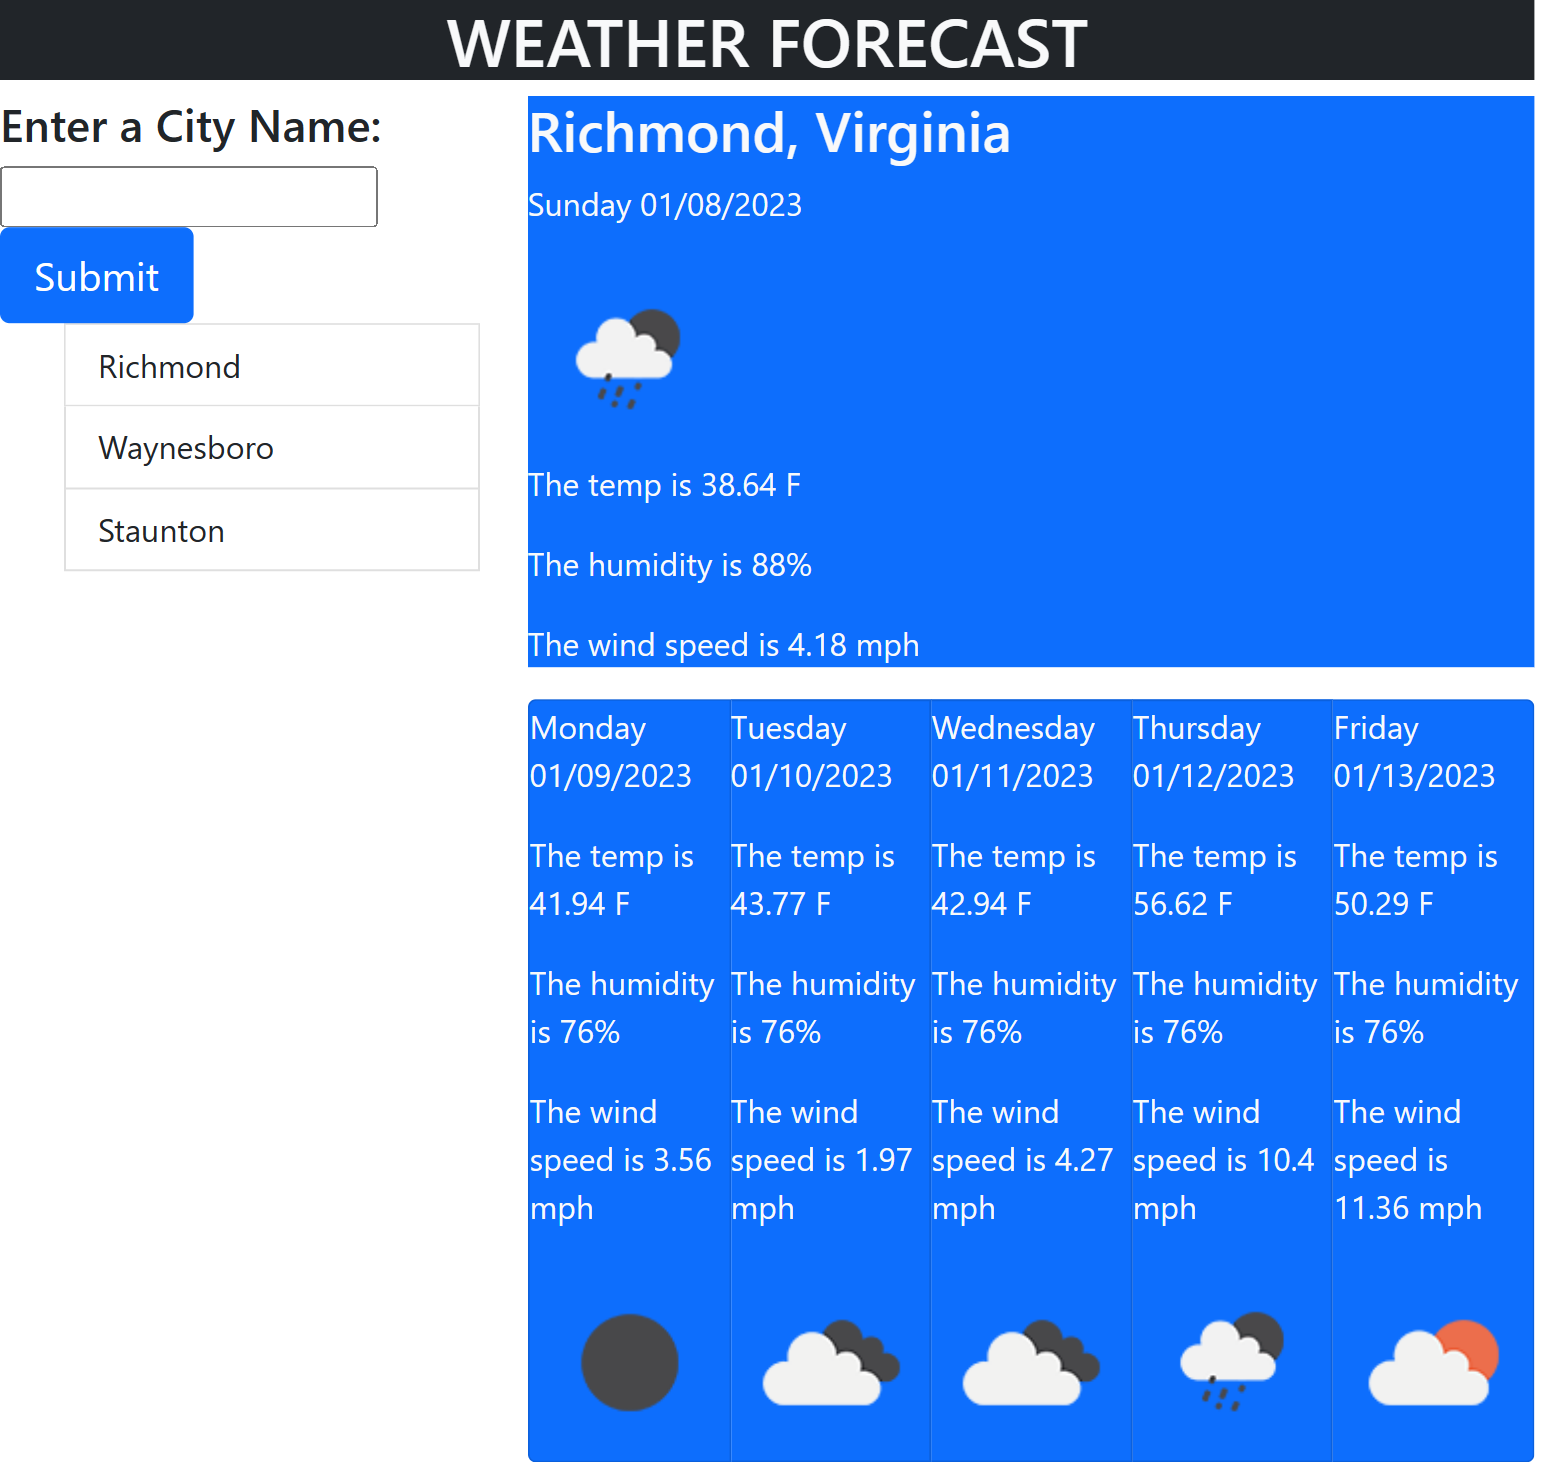 WEATHER FORECAST
Enter a City Name:
Submit
Richmond
Waynesboro
Staunton
Richmond, Virginia
Sunday 01/08/2023
The temp is 38.64 F
The humidity is 88%
The wind speed is 4.18 mph
Monday
01/09/2023
The temp is
41.94 F
The humidity
is 76%
The wind
speed is 3.56
mph
Tuesday
01/10/2023
The temp is
43.77 F
The humidity
is 76%
The wind
speed is 1.97
mph
Wednesday
01/11/2023
The temp is
42.94 F
The humidity
is 76%
The wind
speed is 4.27
mph
Thursday
01/12/2023
The temp is
56.62 F
The humidity
is 76%
The wind
speed is 10.4
mph
Friday
01/13/2023
The temp is
50.29 F
The humidity
is 76%
The wind
speed is
11.36 mph